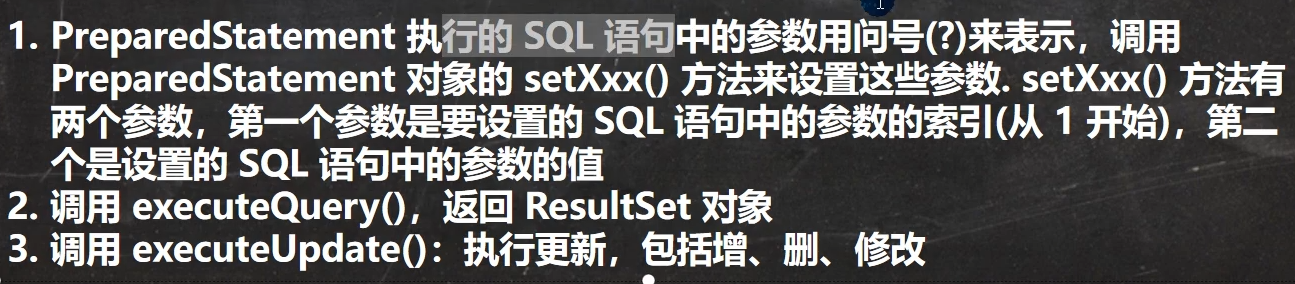 1. PreparedStatement 执行的 SQL 语句中的参数用问号(?)来表示，调用
PreparedStatement 对象的 setXxx() 方法来设置这些参数. setXxx() 方法有
两个参数，第一个参数是要设置的 SQL 语句中的参数的索引(从 1 开始)，第二
个是设置的 SQL 语句中的参数的值
2. 调用 executeQuery()，返回 ResultSet 对象
3. 调用 executeUpdate()：执行更新，包括增、删、修改